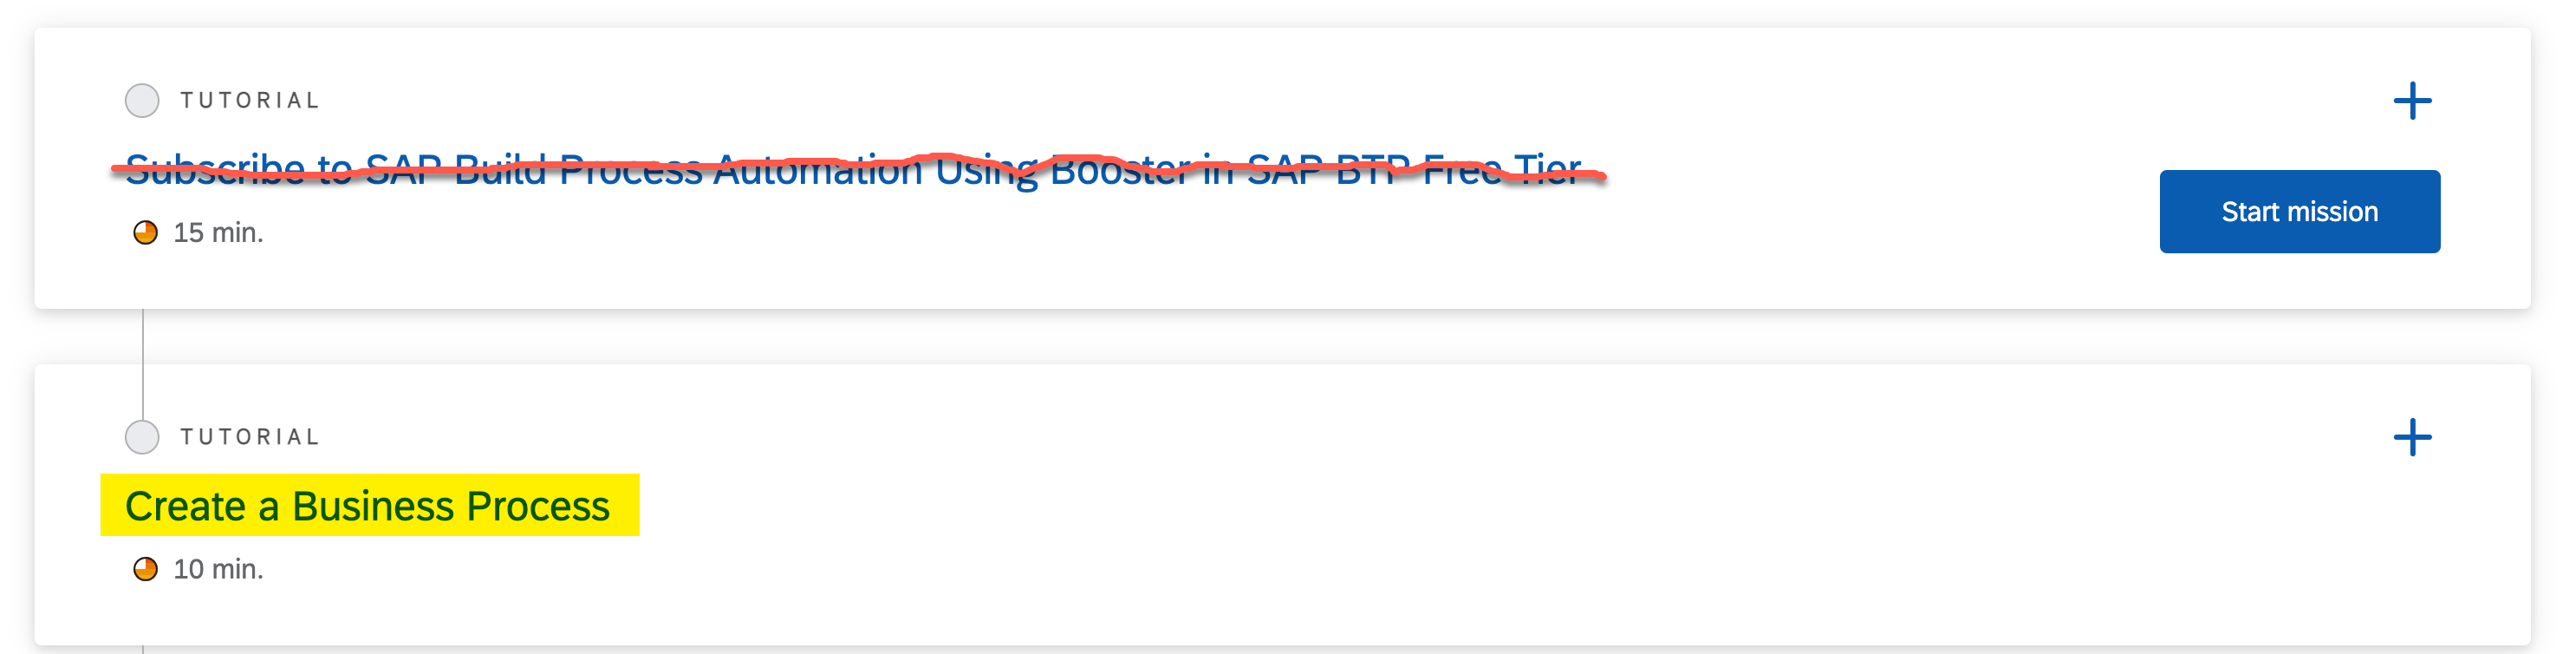 TUTORIAL
Subscribe to SAP Build Process Automation Using Booster in SAP BTP Free Tier
15 min.
Start mission
TUTORIAL
Create a Business Process
10 min.